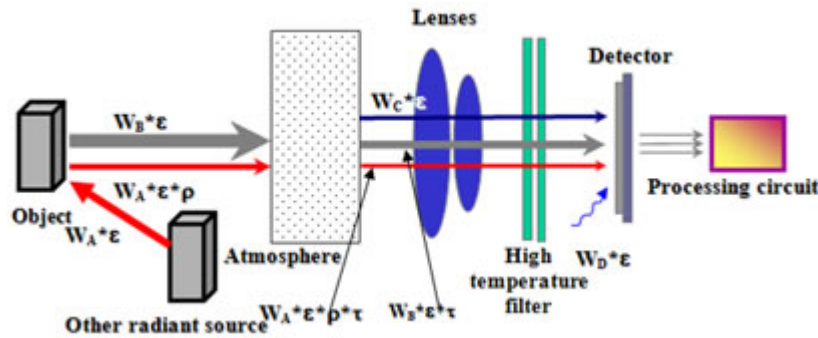 Lenses
Detector
W_C*ε
W_B*ε
W_A*ε*ρ
Object
W_A*ε
Processing circuit
Atmosphere
High
temperature
filter
W_D*ε
W_A*ε*ρ*τ
W_B*ε*τ
Other radiant source